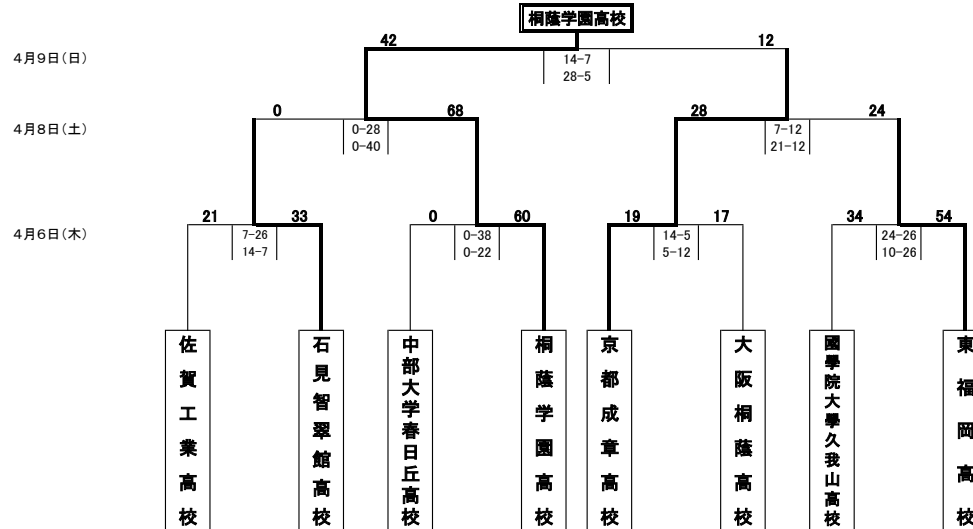 桐蔭学園高校
42 12
4月9日(日)
14-7
28-5
0 68 28 24
4月8日(土)
0-28 7-12
0-40 21-12
21 33 0 60 19 17 34 54
4月6日(木)
7-26 0-38 14-5 24-26
14-7 0-22 5-12 10-26
佐賀工業高校
石見智翠館高校
中部大学春日丘高校
桐蔭学園高校
京都成章高校
大阪桐蔭高校
國學院大學久我山高校
東福岡高校